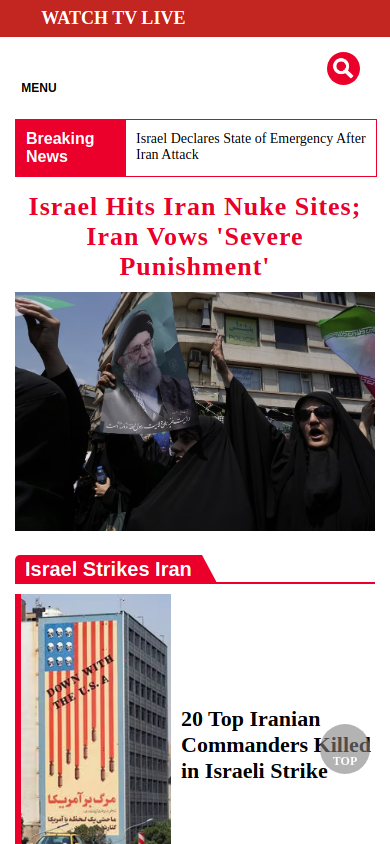 WATCH TV LIVE
MENU
Breaking
News
Israel Declares State of Emergency After
Iran Attack
Israel Hits Iran Nuke Sites;
Iran Vows 'Severe
Punishment'
Israel Strikes Iran
DOWN WITH
THE U.S.A
مرگ بر آمریکا
20 Top Iranian
Commanders Killed
in Israeli Strike
TOP